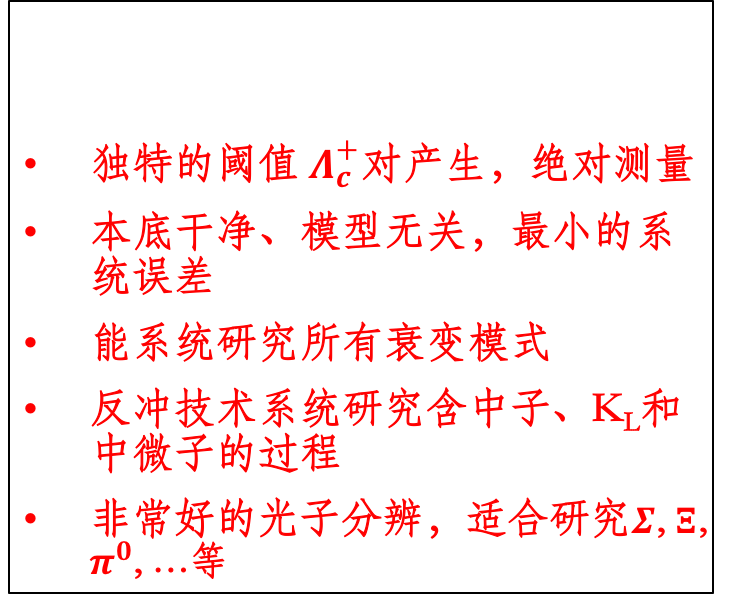 • 独特的阈值 Λ_c^+ 对产生，绝对测量
• 本底干净、模型无关，最小的系
统误差
• 能系统研究所有衰变模式
• 反冲技术系统研究含中子、K_L和
中微子的过程
• 非常好的光子分辨，适合研究Σ, Ξ,
π^0, …等